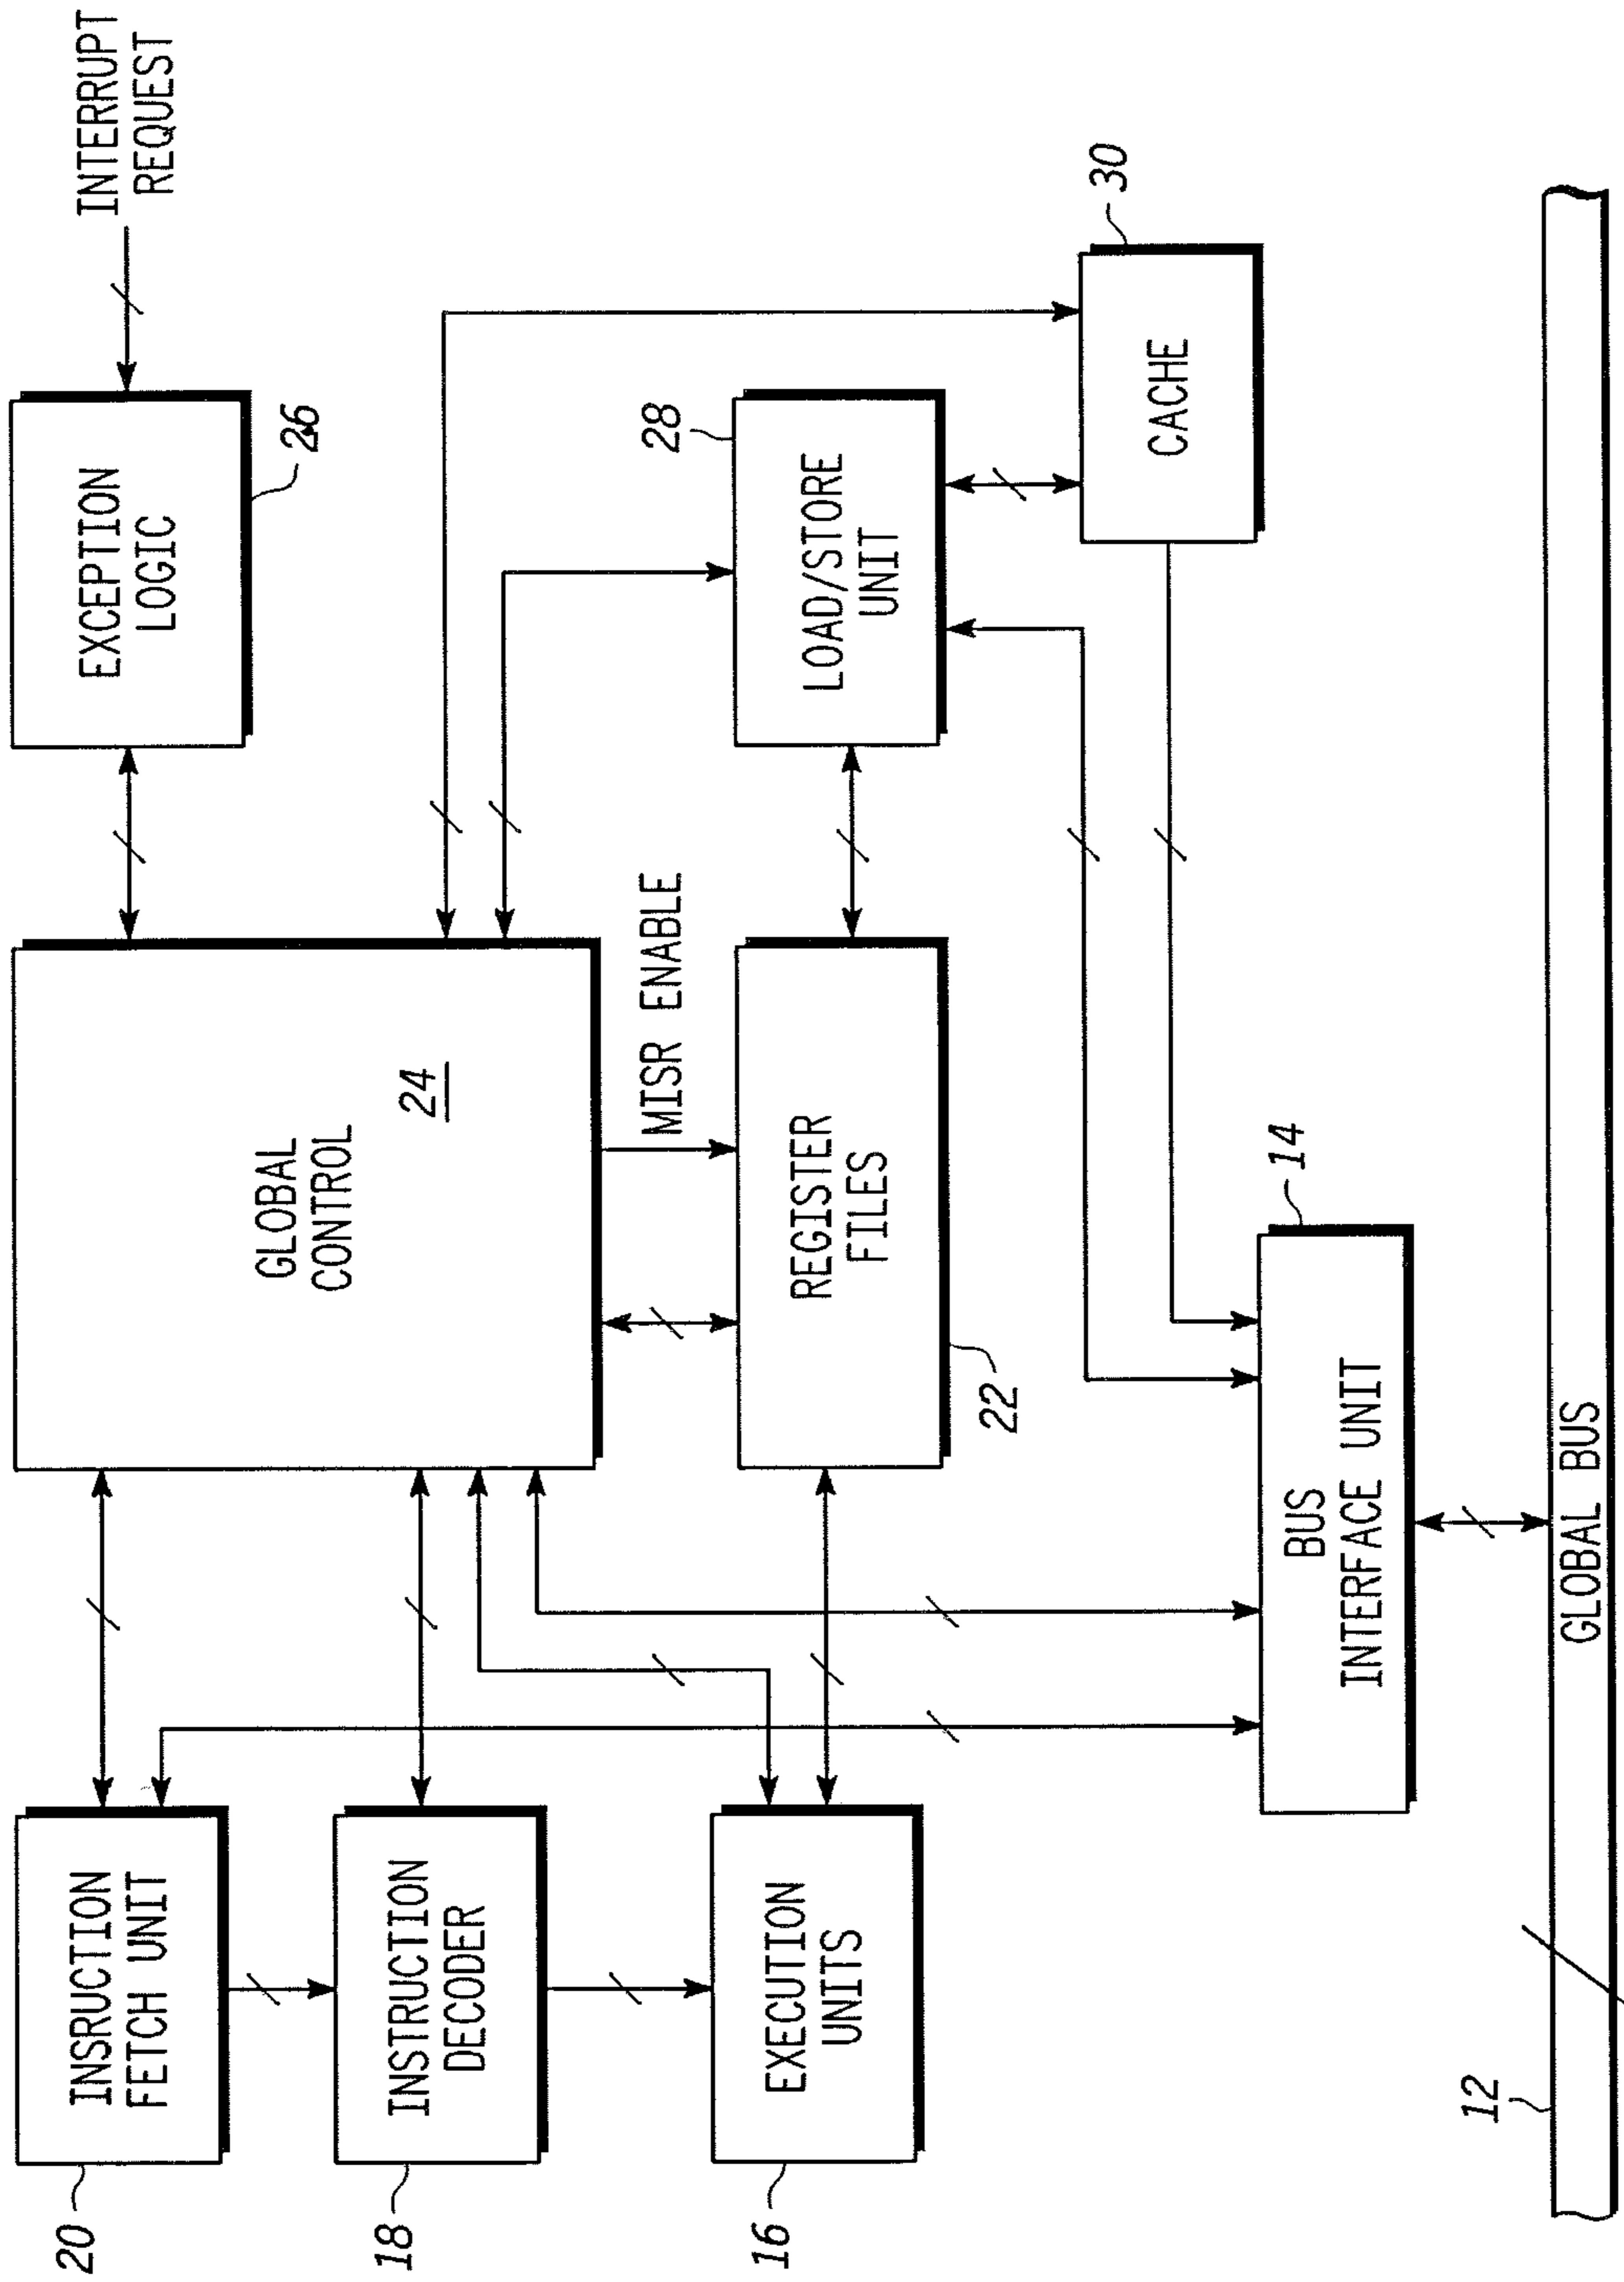 INSRUCTION
FETCH UNIT
20
INSTRUCTION
DECODER
18
EXECUTION
UNITS
16
GLOBAL
CONTROL
24
MISR ENABLE
REGISTER
FILES
22
EXCEPTION
LOGIC
26
INTERRUPT
REQUEST
LOAD/STORE
UNIT
28
CACHE
30
BUS
INTERFACE UNIT
14
GLOBAL BUS
12